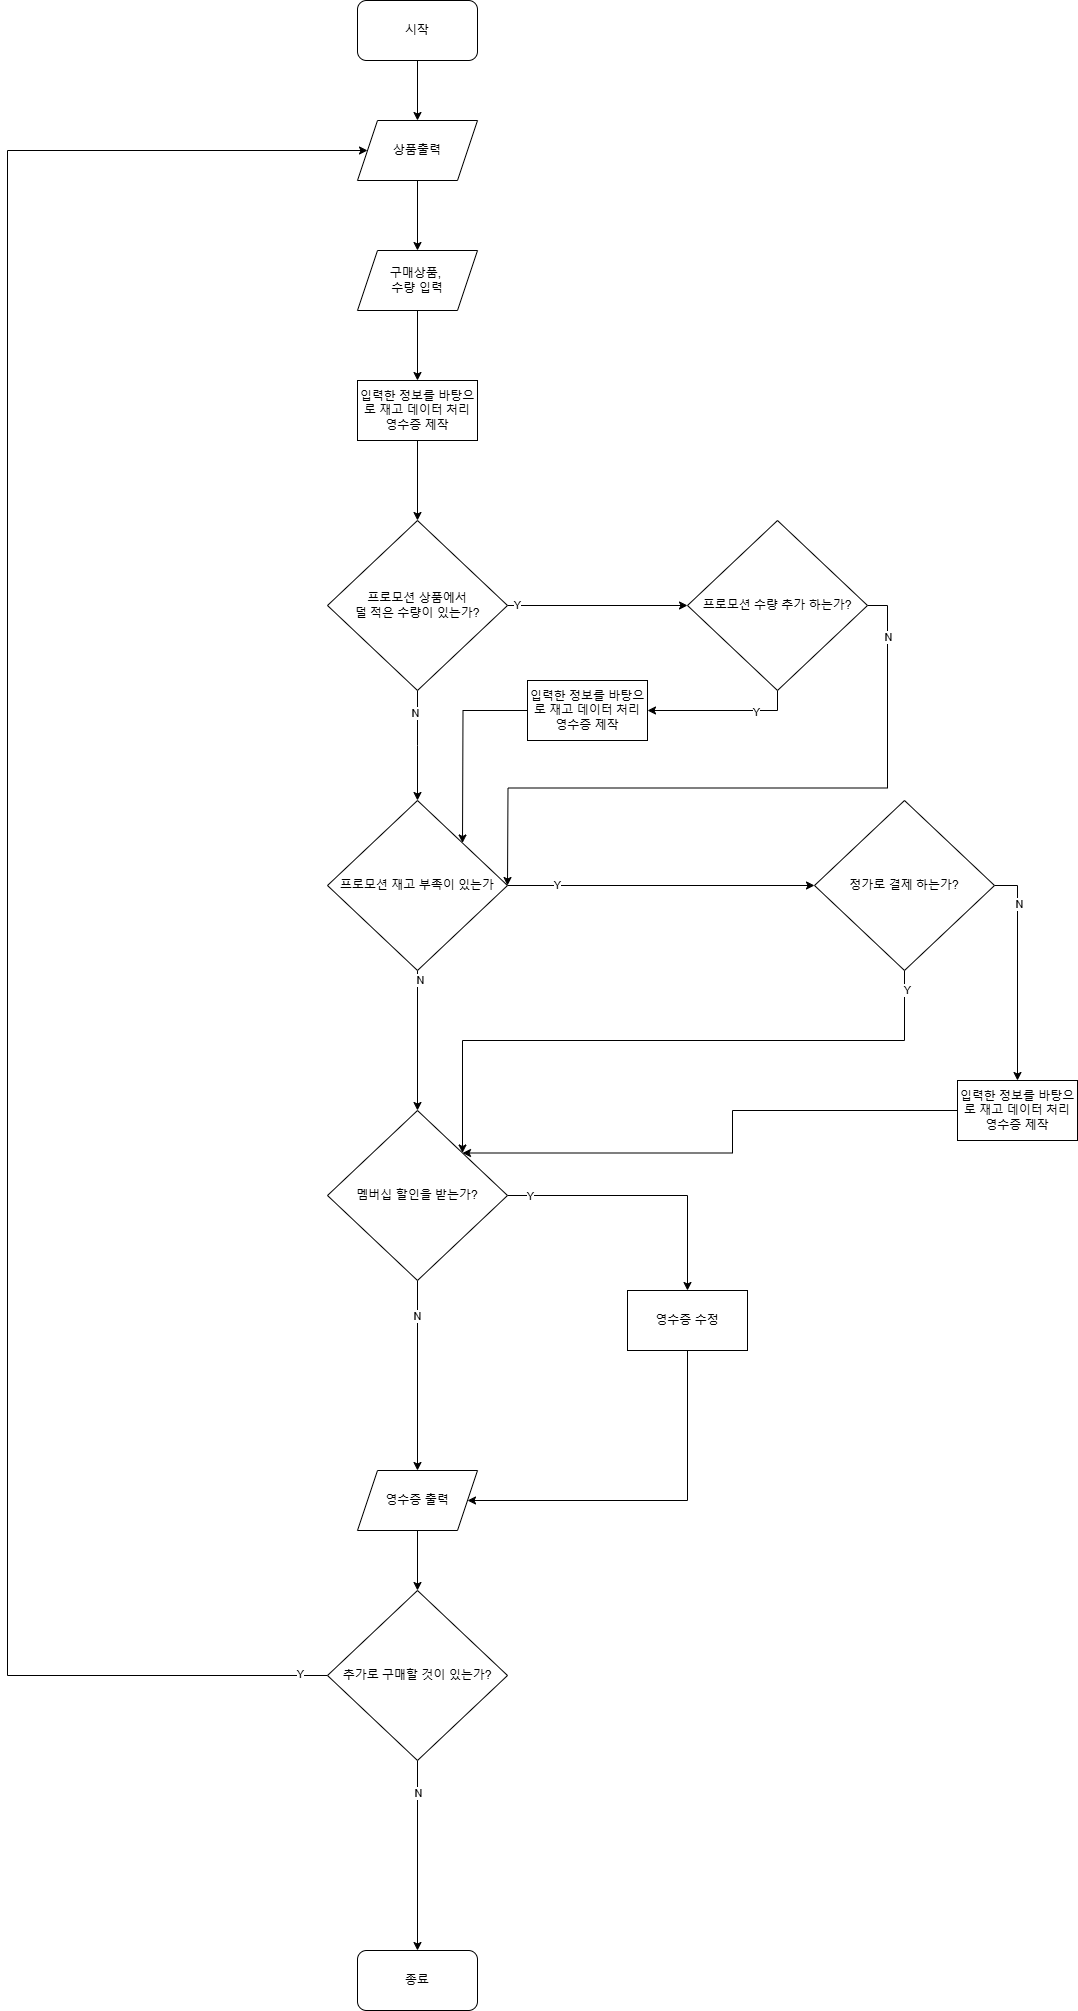 시작
상품출력
구매상품,
수량 입력
입력한 정보를 바탕으
로 재고 데이터 처리
영수증 제작
프로모션 상품에서
덜 적은 수량이 있는가?
Y
프로모션 수량 추가 하는가?
N
입력한 정보를 바탕으
로 재고 데이터 처리
영수증 제작
Y
N
프로모션 재고 부족이 있는가
Y
정가로 결제 하는가?
N
N
Y
입력한 정보를 바탕으
로 재고 데이터 처리
영수증 제작
멤버십 할인을 받는가?
Y
N
영수증 수정
영수증 출력
Y
추가로 구매할 것이 있는가?
N
종료